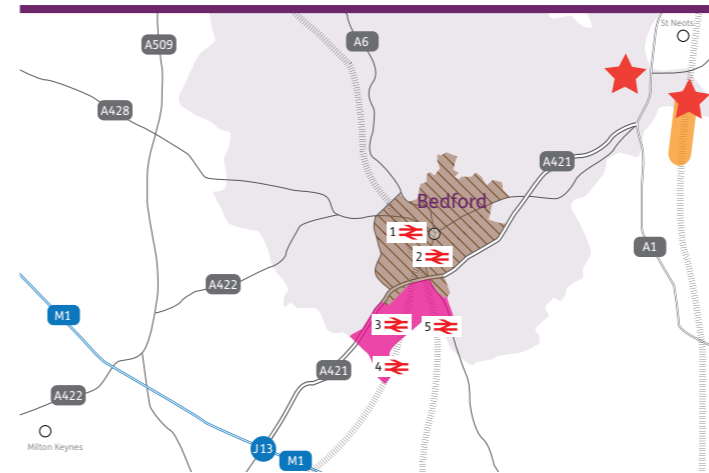 St Neots
A509
A6
A428
A421
Bedford
1
2
A1
A422
M1
3
5
4
A421
A422
Milton Keynes
J13
M1